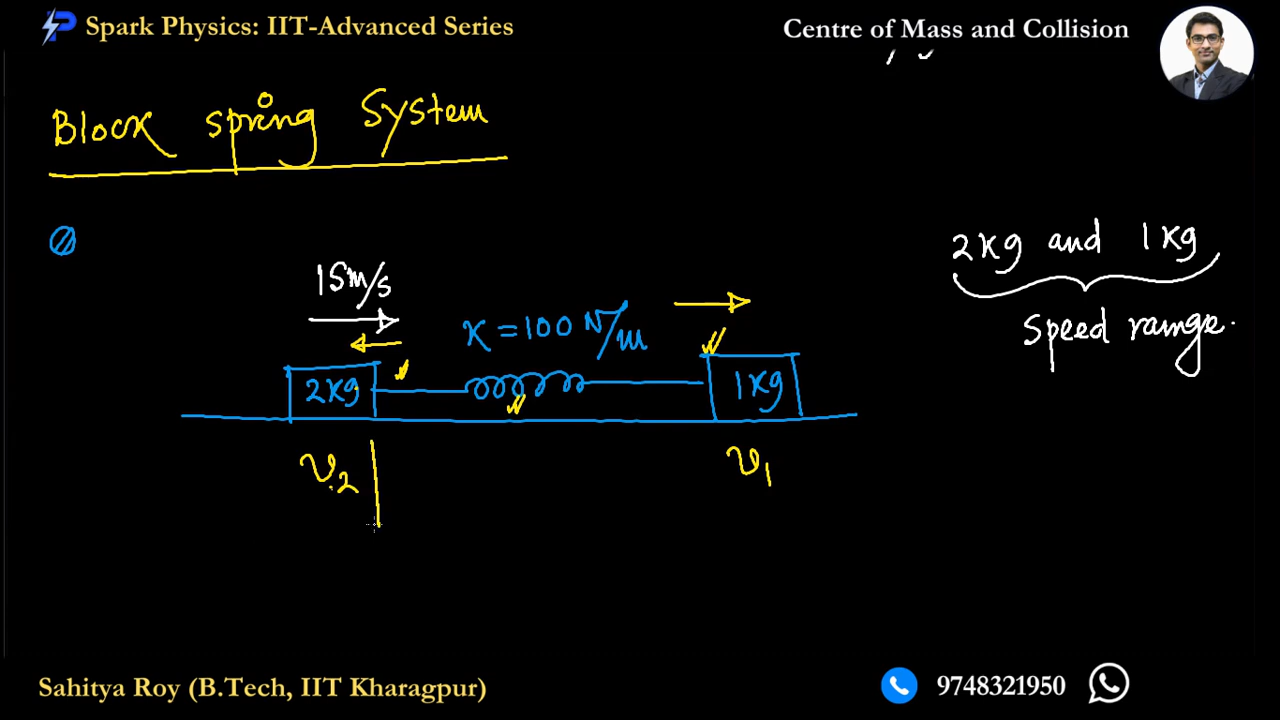 Spark Physics: IIT-Advanced Series
Centre of Mass and Collision
Block spring System
2kg and 1kg
Speed range.
15m/s
K = 100 N/m
2kg
1kg
v2
v1
Sahitya Roy (B.Tech, IIT Kharagpur)
9748321950